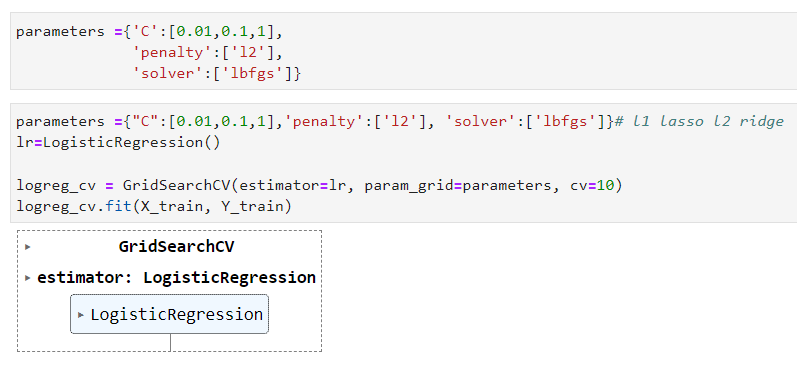 parameters ={'C':[0.01,0.1,1],
'penalty':['l2'],
'solver':['lbfgs']}
parameters ={"C":[0.01,0.1,1],'penalty':['l2'], 'solver':['lbfgs']}# l1 lasso l2 ridge
lr=LogisticRegression()
logreg_cv = GridSearchCV(estimator=lr, param_grid=parameters, cv=10)
logreg_cv.fit(X_train, Y_train)
GridSearchCV
estimator: LogisticRegression
LogisticRegression